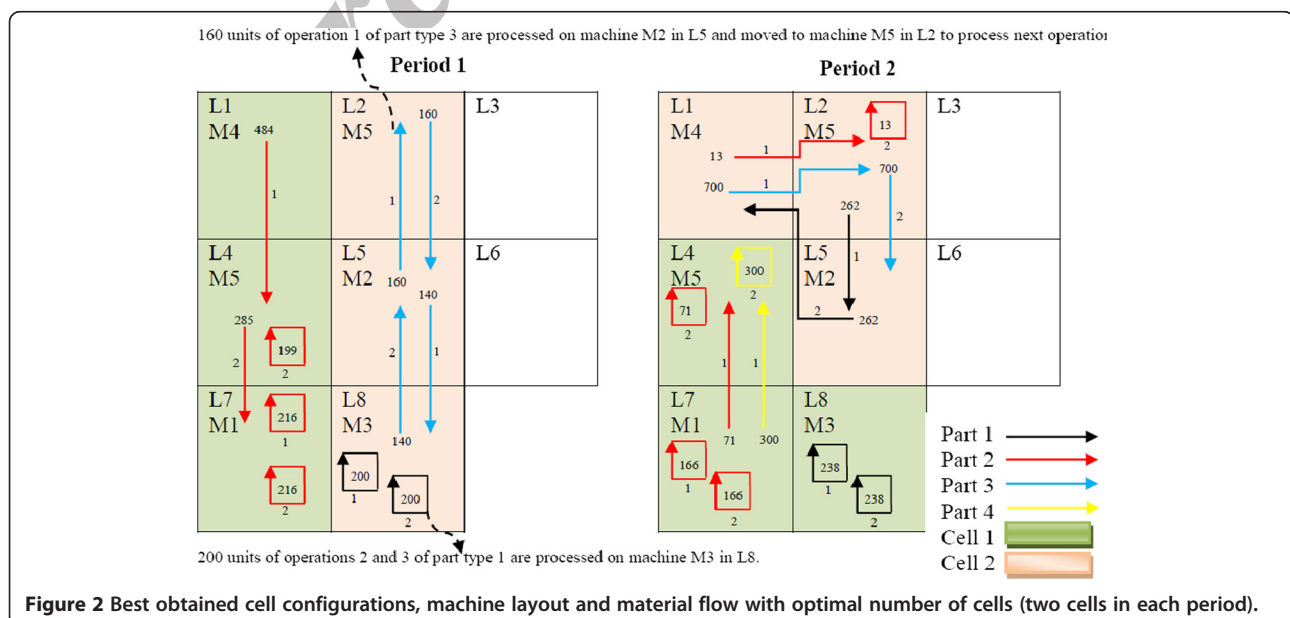 160 units of operation 1 of part type 3 are processed on machine M2 in L5 and moved to machine M5 in L2 to process next operation
Period 1
Period 2
L1
M4
484
1
L2
M5
160
1
2
L3
L4
M5
285
2
199
2
L5
M2
160
140
2
1
L6
L7
M1
216
1
216
2
L8
M3
140
200
1
200
2
L1
M4
13
1
700
1
L2
M5
13
2
700
262
2
L3
L4
M5
300
2
71
2
1
1
L5
M2
1
2
262
L6
L7
M1
71
300
166
1
166
2
L8
M3
238
1
238
2
Part 1
Part 2
Part 3
Part 4
Cell 1
Cell 2
200 units of operations 2 and 3 of part type 1 are processed on machine M3 in L8.
Figure 2 Best obtained cell configurations, machine layout and material flow with optimal number of cells (two cells in each period).